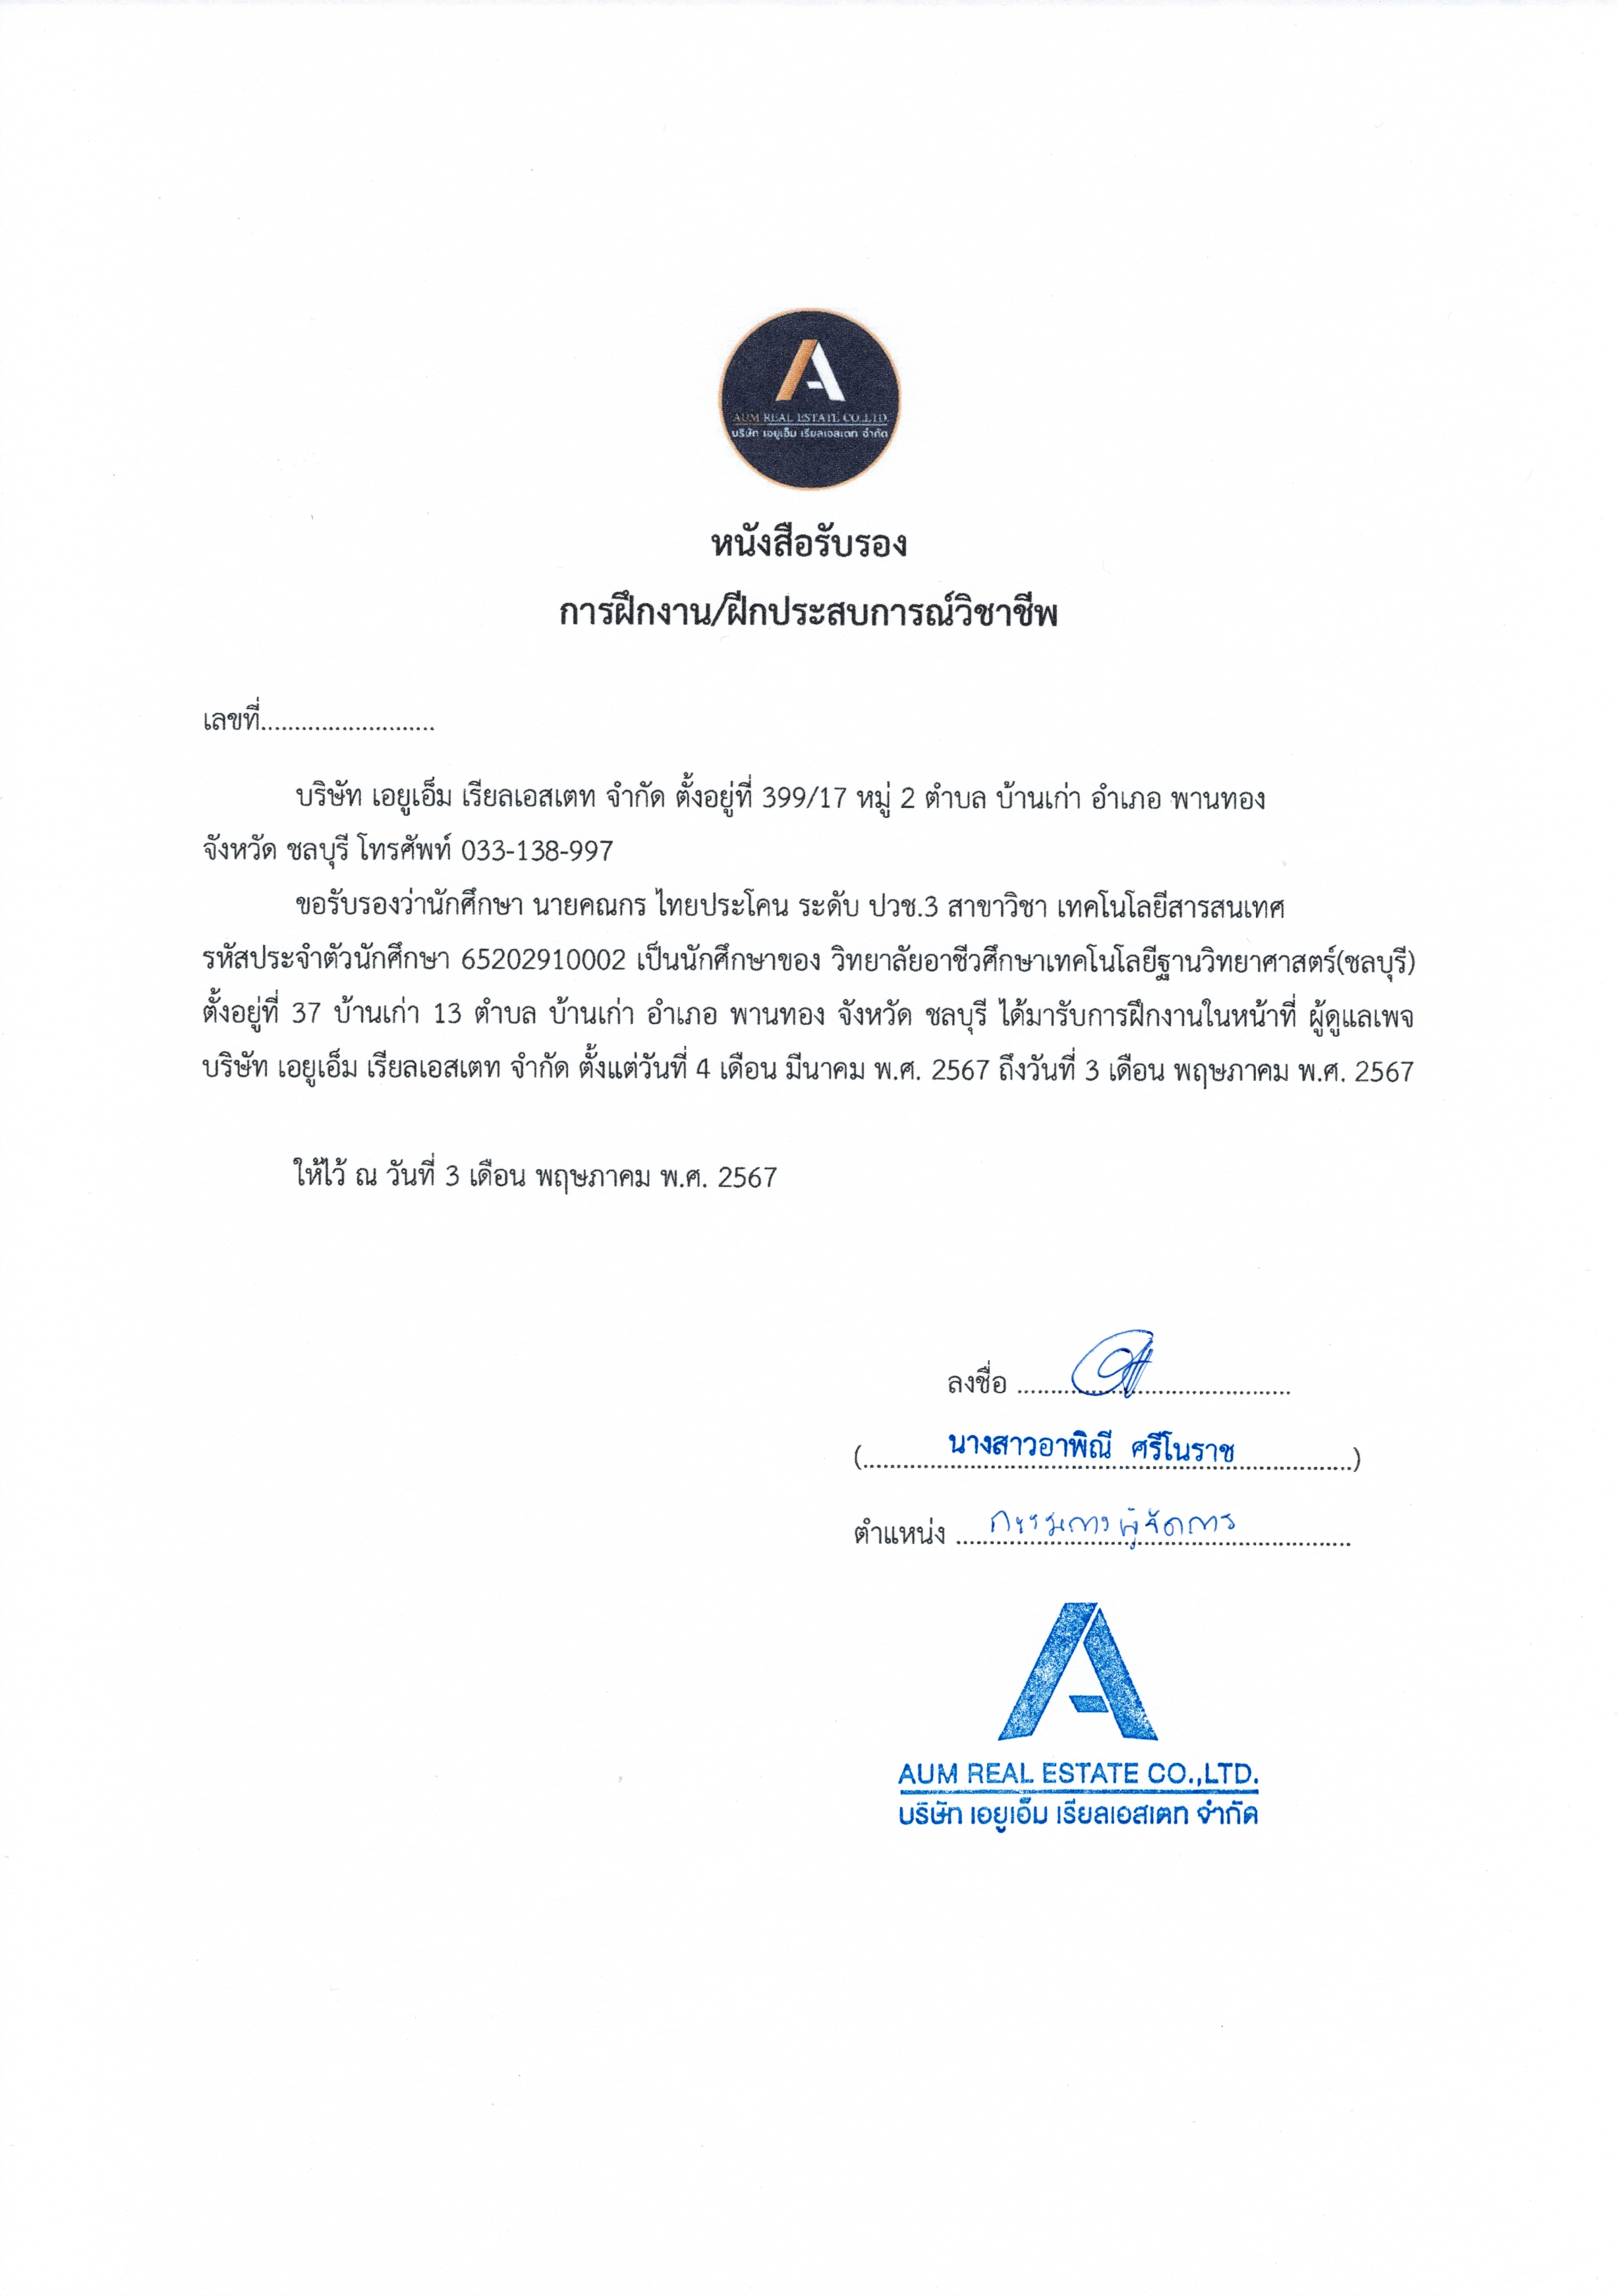 AUM REAL ESTATE CO.,LTD.
บริษัท เอยูเอ็ม เรียลเอสเตท จำกัด
หนังสือรับรอง
การฝึกงาน/ฝึกประสบการณ์วิชาชีพ
เลขที่.........................
บริษัท เอยูเอ็ม เรียลเอสเตท จำกัด ตั้งอยู่ที่ 399/17 หมู่ 2 ตำบล บ้านเก่า อำเภอ พานทอง
จังหวัด ชลบุรี โทรศัพท์ 033-138-997
ขอรับรองว่านักศึกษา นายคณกร ไทยประโคน ระดับ ปวช.3 สาขาวิชา เทคโนโลยีสารสนเทศ
รหัสประจำตัวนักศึกษา 65202910002 เป็นนักศึกษาของ วิทยาลัยอาชีวศึกษาเทคโนโลยีฐานวิทยาศาสตร์(ชลบุรี)
ตั้งอยู่ที่ 37 บ้านเก่า 13 ตำบล บ้านเก่า อำเภอ พานทอง จังหวัด ชลบุรี ได้มารับการฝึกงานในหน้าที่ ผู้ดูแลเพจ
บริษัท เอยูเอ็ม เรียลเอสเตท จำกัด ตั้งแต่วันที่ 4 เดือน มีนาคม พ.ศ. 2567 ถึงวันที่ 3 เดือน พฤษภาคม พ.ศ. 2567
ให้ไว้ ณ วันที่ 3 เดือน พฤษภาคม พ.ศ. 2567
ลงชื่อ ........................................
(นางสาวอาพิณี ศรีโนราช)
ตำแหน่ง กรรมการผู้จัดการ
AUM REAL ESTATE CO.,LTD.
บริษัท เอยูเอ็ม เรียลเอสเตท จำกัด